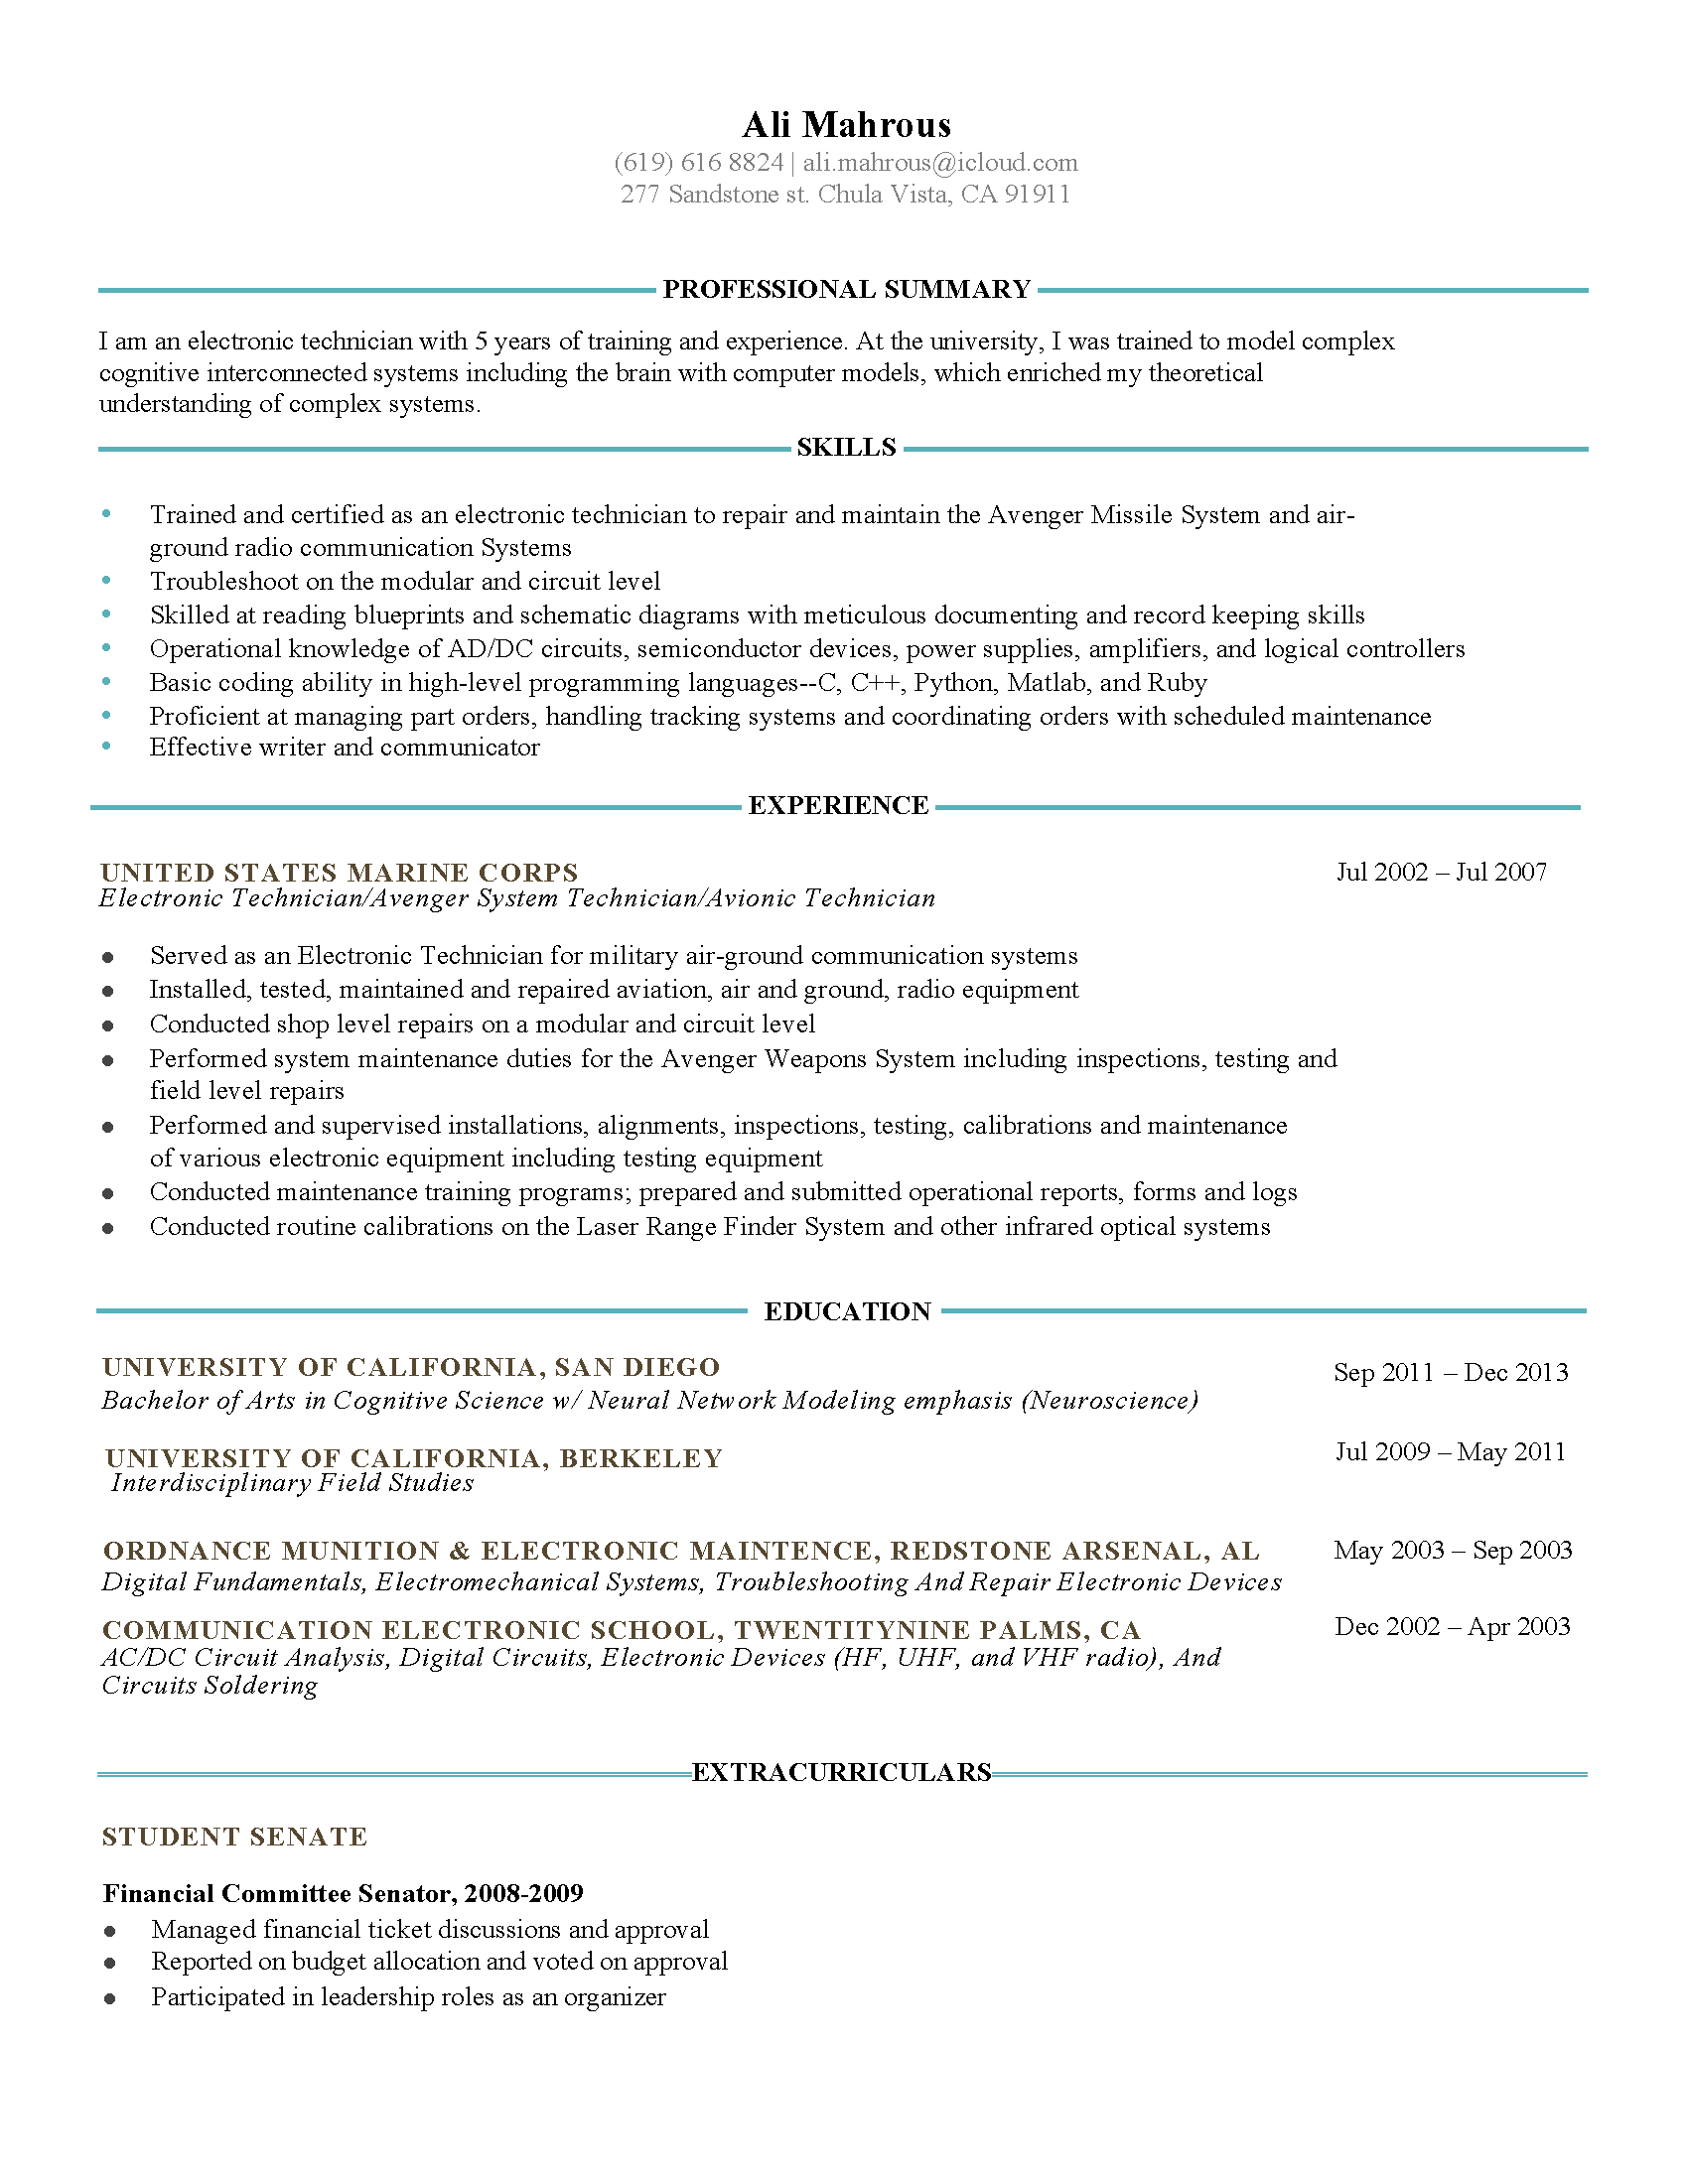 Ali Mahrous
(619) 616 8824 | ali.mahrous@icloud.com
277 Sandstone st. Chula Vista, CA 91911
PROFESSIONAL SUMMARY
I am an electronic technician with 5 years of training and experience. At the university, I was trained to model complex
cognitive interconnected systems including the brain with computer models, which enriched my theoretical
understanding of complex systems.
SKILLS
• Trained and certified as an electronic technician to repair and maintain the Avenger Missile System and air-
ground radio communication Systems
• Troubleshoot on the modular and circuit level
• Skilled at reading blueprints and schematic diagrams with meticulous documenting and record keeping skills
• Operational knowledge of AD/DC circuits, semiconductor devices, power supplies, amplifiers, and logical controllers
• Basic coding ability in high-level programming languages--C, C++, Python, Matlab, and Ruby
• Proficient at managing part orders, handling tracking systems and coordinating orders with scheduled maintenance
• Effective writer and communicator
EXPERIENCE
UNITED STATES MARINE CORPS Jul 2002 – Jul 2007
Electronic Technician/Avenger System Technician/Avionic Technician
● Served as an Electronic Technician for military air-ground communication systems
● Installed, tested, maintained and repaired aviation, air and ground, radio equipment
● Conducted shop level repairs on a modular and circuit level
● Performed system maintenance duties for the Avenger Weapons System including inspections, testing and
field level repairs
● Performed and supervised installations, alignments, inspections, testing, calibrations and maintenance
of various electronic equipment including testing equipment
● Conducted maintenance training programs; prepared and submitted operational reports, forms and logs
● Conducted routine calibrations on the Laser Range Finder System and other infrared optical systems
EDUCATION
UNIVERSITY OF CALIFORNIA, SAN DIEGO Sep 2011 – Dec 2013
Bachelor of Arts in Cognitive Science w/ Neural Network Modeling emphasis (Neuroscience)
UNIVERSITY OF CALIFORNIA, BERKELEY Jul 2009 – May 2011
Interdisciplinary Field Studies
ORDNANCE MUNITION & ELECTRONIC MAINTENCE, REDSTONE ARSENAL, AL May 2003 – Sep 2003
Digital Fundamentals, Electromechanical Systems, Troubleshooting And Repair Electronic Devices
COMMUNICATION ELECTRONIC SCHOOL, TWENTITYNINE PALMS, CA Dec 2002 – Apr 2003
AC/DC Circuit Analysis, Digital Circuits, Electronic Devices (HF, UHF, and VHF radio), And
Circuits Soldering
EXTRACURRICULARS
STUDENT SENATE
Financial Committee Senator, 2008-2009
● Managed financial ticket discussions and approval
● Reported on budget allocation and voted on approval
● Participated in leadership roles as an organizer